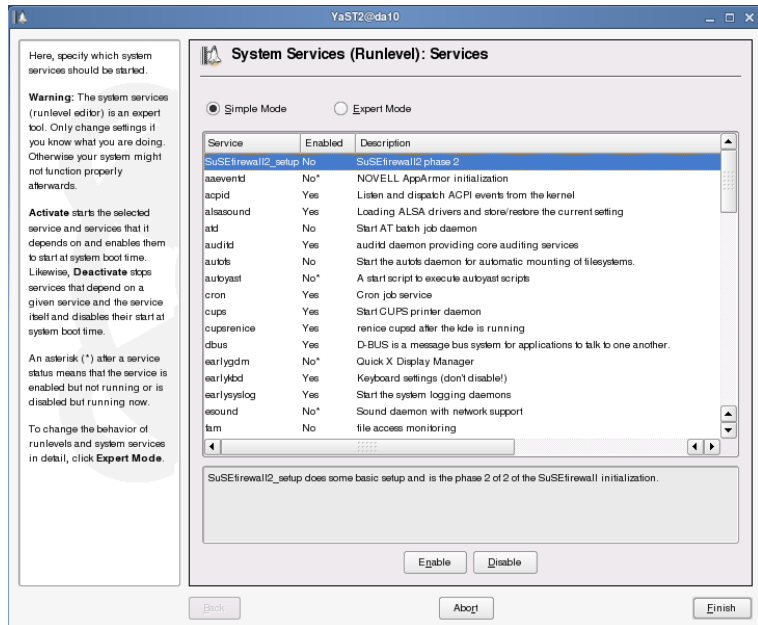 YaST2@da10
Here, specify which system
services should be started.
Warning: The system services
(runlevel editor) is an expert
tool. Only change settings if
you know what you are doing.
Otherwise your system might
not function properly
afterwards.
Activate starts the selected
service and services that it
depends on and enables them
to start at system boot time.
Likewise, Deactivate stops
services that depend on a
given service and the service
itself and disables their start at
system boot time.
An asterisk (*) after a service
status means that the service is
enabled but not running or is
disabled but running now.
To change the behavior of
runlevels and system services
in detail, click Expert Mode.
System Services (Runlevel): Services
Simple Mode Expert Mode
Service Enabled Description
SuSEfirewall2_setup No SuSEfirewall2 phase 2
aaeventd No* NOVELL AppArmor initialization
acpid Yes Listen and dispatch ACPI events from the kernel
alsasound Yes Loading ALSA drivers and store/restore the current setting
atd No Start AT batch job daemon
auditd Yes auditd daemon providing core auditing services
autofs No Start the autofs daemon for automatic mounting of filesystems.
autoyast No* A start script to execute autoyast scripts
cron Yes Cron job service
cups Yes Start CUPS printer daemon
cupsrenice Yes renice cupsd after the kde is running
dbus Yes D-BUS is a message bus system for applications to talk to one another.
earlygdm No* Quick X Display Manager
earlykbd Yes Keyboard settings (don't disable!)
earlysyslog Yes Start the system logging daemons
esound No* Sound daemon with network support
fam No file access monitoring
SuSEfirewall2_setup does some basic setup and is the phase 2 of 2 of the SuSEfirewall initialization.
Enable Disable
Back Abort Finish